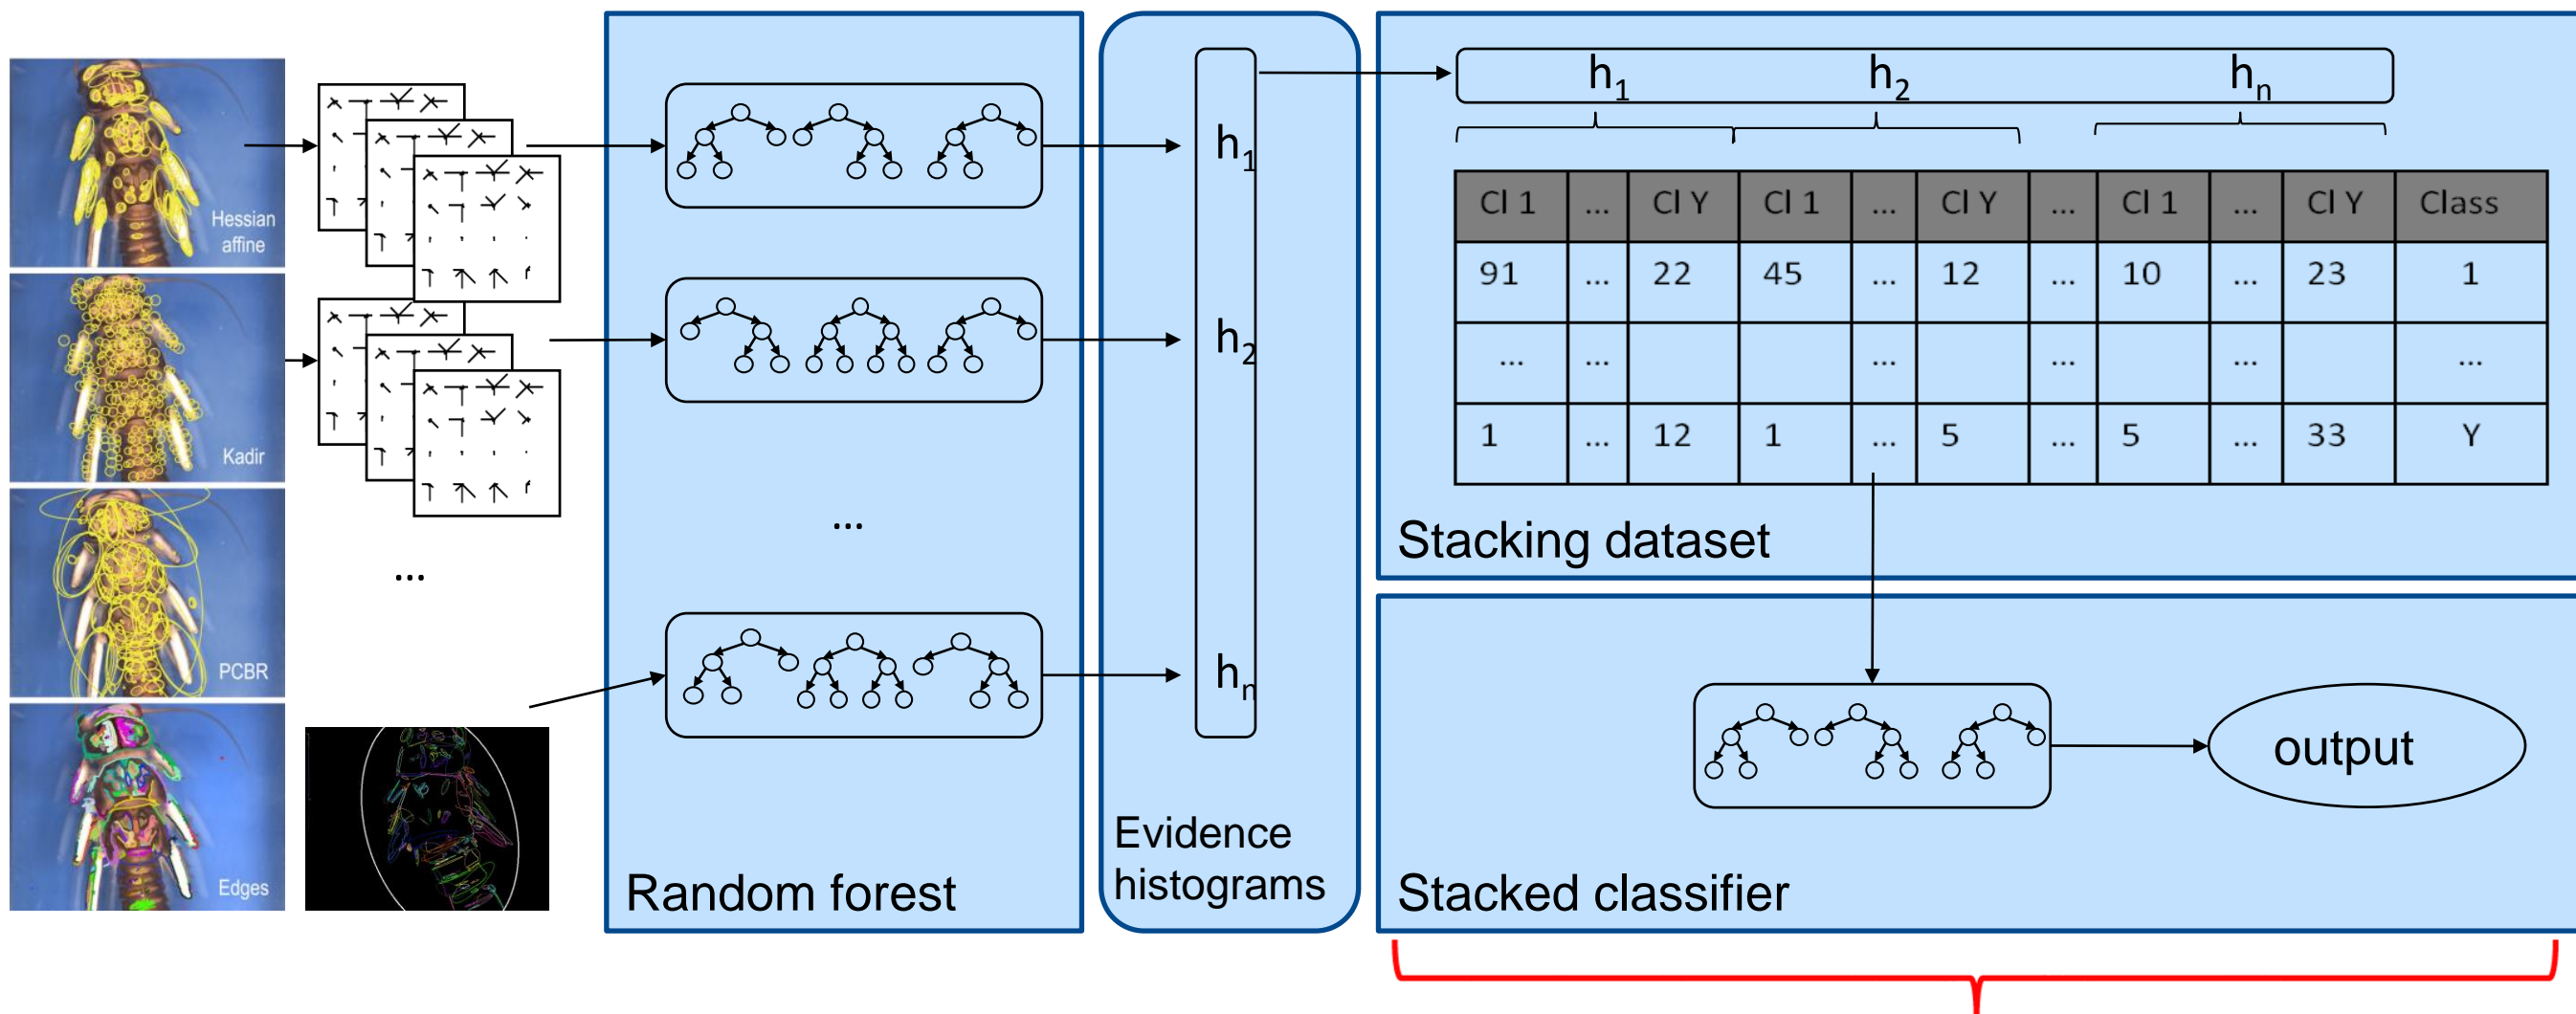 Hessian
affine
Kadir
PCBR
Edges
...
...
Random forest
h1
h2
hn
Evidence
histograms
h1 h2 hn
Cl 1 ... Cl Y Cl 1 ... Cl Y ... Cl 1 ... Cl Y Class
91 ... 22 45 ... 12 ... 10 ... 23 1
... ... ... ... ... ...
1 ... 12 1 ... 5 ... 5 ... 33 Y
Stacking dataset
output
Stacked classifier